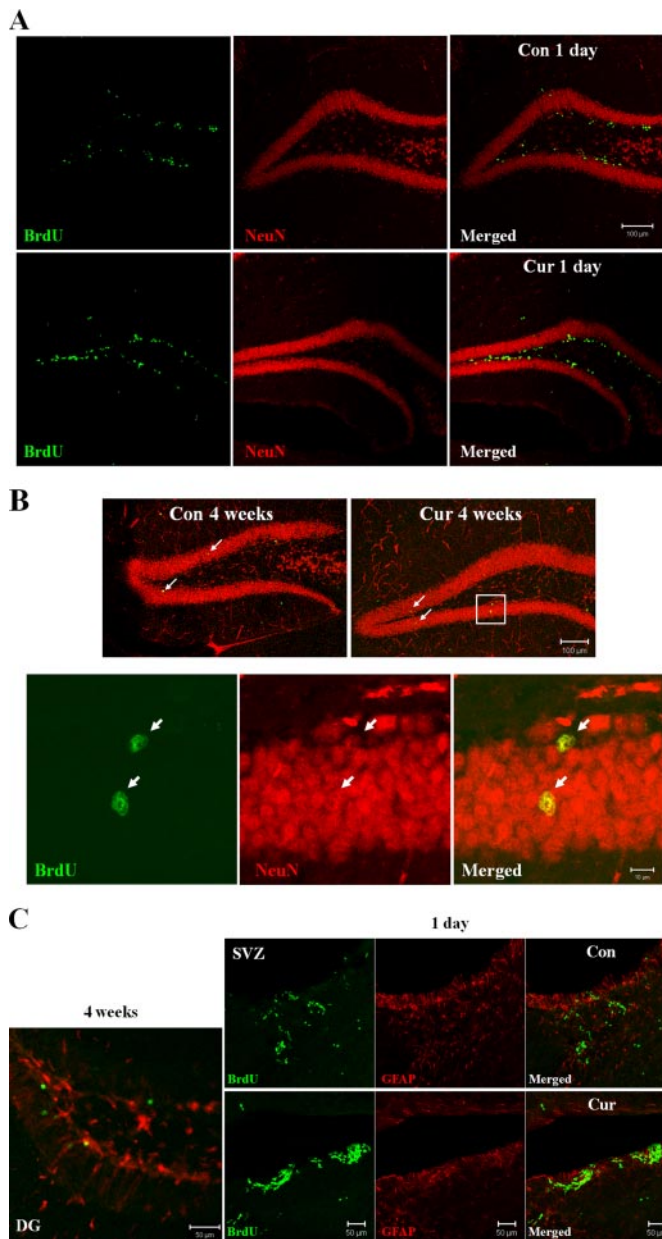 A
Con 1 day
BrdU
NeuN
Merged
100 µm
Cur 1 day
BrdU
NeuN
Merged
B
Con 4 weeks
Cur 4 weeks
100 µm
BrdU
NeuN
Merged
10 µm
C
1 day
4 weeks
SVZ
Con
BrdU
GFAP
Merged
Cur
DG
50 µm
BrdU
50 µm
GFAP
50 µm
Merged
50 µm